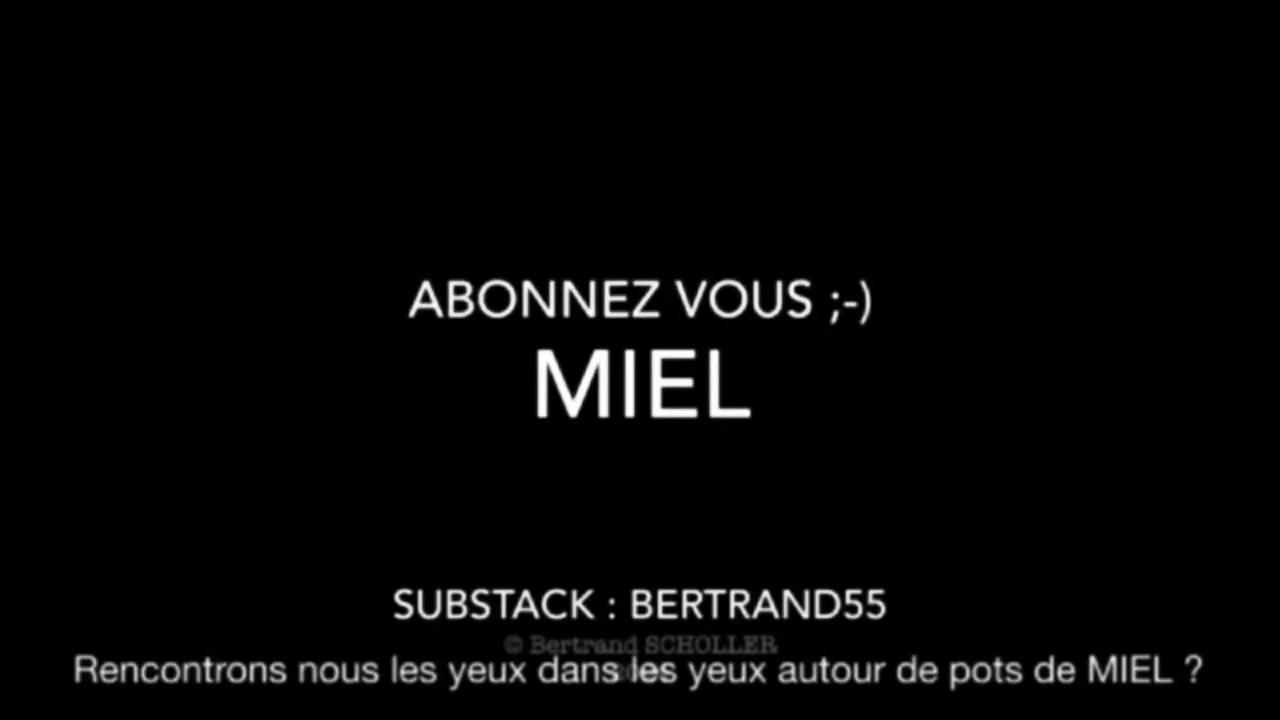 ABONNEZ VOUS ;-)
MIEL
SUBSTACK : BERTRAND55
© Bertrand SCHOLLER
Rencontrons nous les yeux dans les yeux autour de pots de MIEL ?